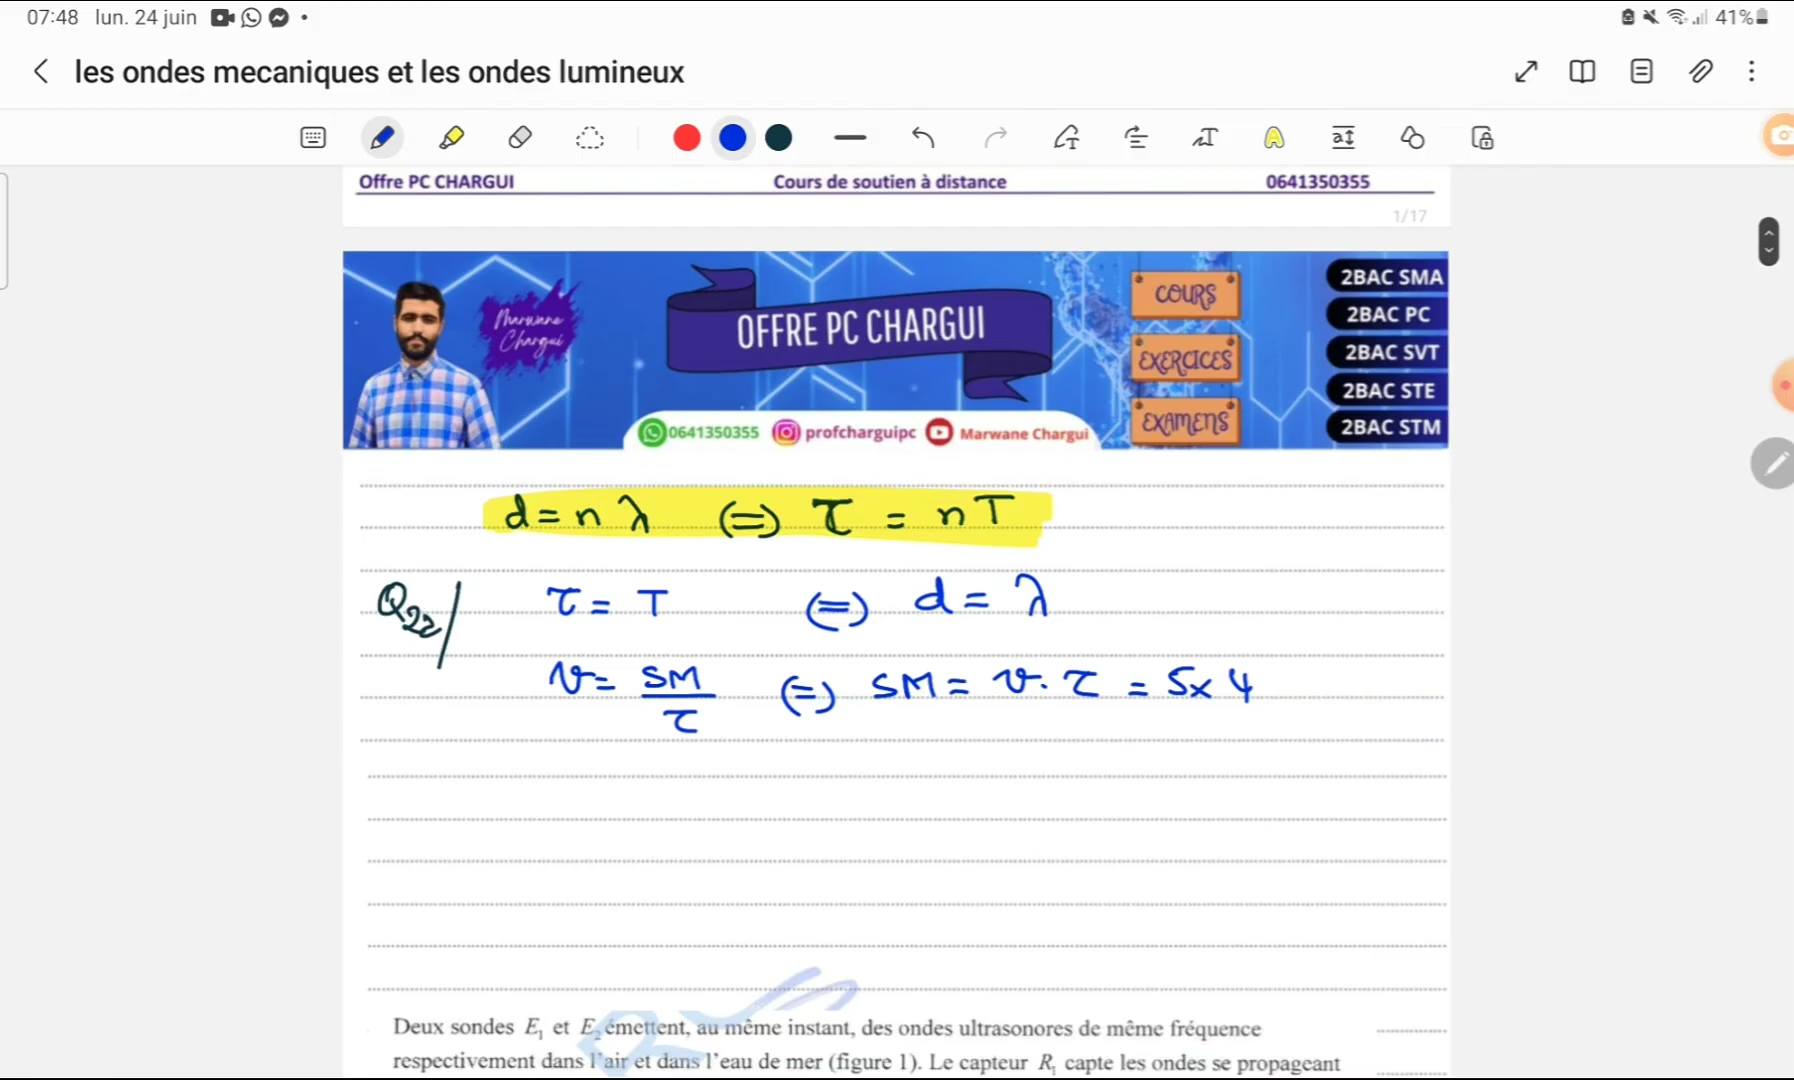 07:48 lun. 24 juin 41%
les ondes mecaniques et les ondes lumineux
Offre PC CHARGUI Cours de soutien à distance 0641350355
1/17
Marwane Chargui
OFFRE PC CHARGUI
COURS
EXERCICES
EXAMENS
2BAC SMA
2BAC PC
2BAC SVT
2BAC STE
2BAC STM
0641350355 profcharguipc Marwane Chargui
d = n λ (=) τ = n T
Q22/ τ = T (=) d = λ
v = SM/τ (=) SM = v . τ = 5 x 4
Deux sondes E1 et E2 émettent, au même instant, des ondes ultrasonores de même fréquence
respectivement dans l'air et dans l'eau de mer (figure 1). Le capteur R1 capte les ondes se propageant